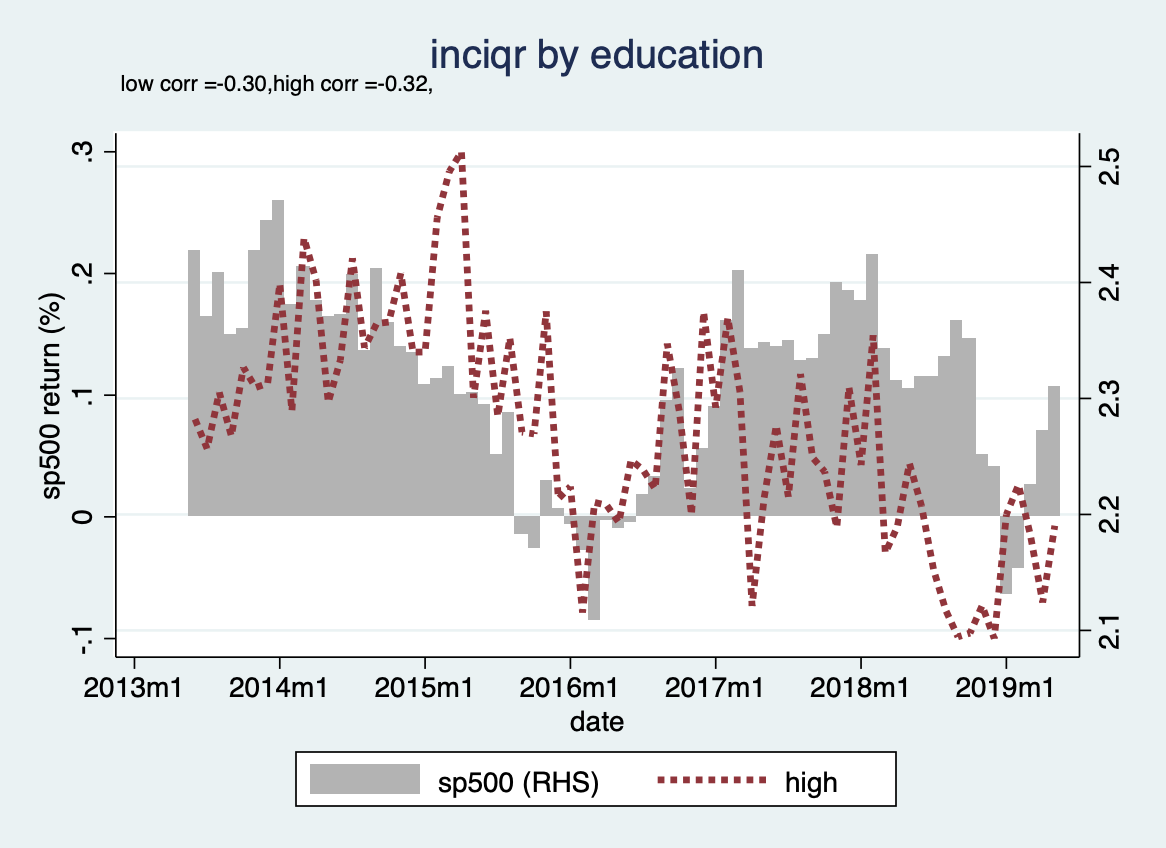 inciqr by education
low corr =-0.30,high corr =-0.32,
.3
.2
.1
0
-.1
sp500 return (%)
2.5
2.4
2.3
2.2
2.1
2013m1 2014m1 2015m1 2016m1 2017m1 2018m1 2019m1
date
sp500 (RHS) high